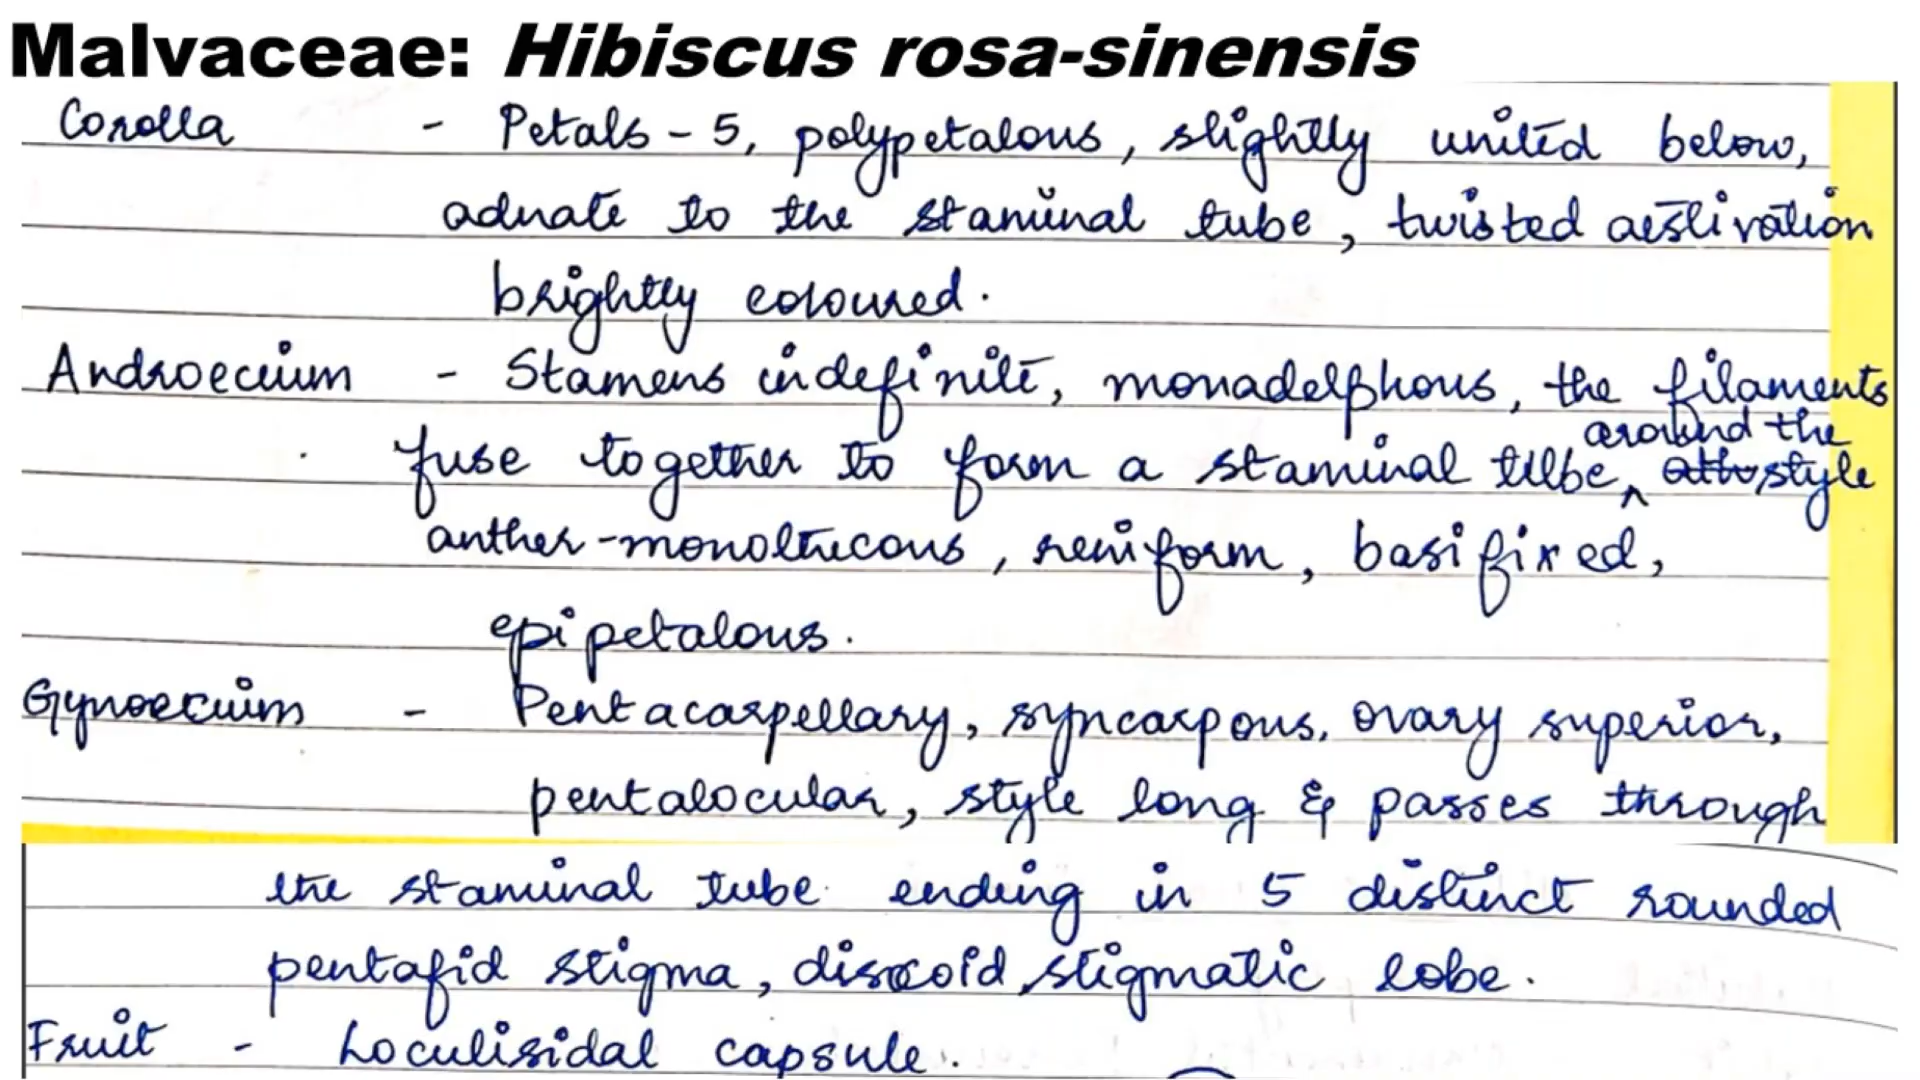 Malvaceae: Hibiscus rosa-sinensis
Corolla - Petals - 5, polypetalous, slightly united below,
adnate to the staminal tube, twisted aestivation
brightly coloured.
Androecium - Stamens indefinite, monadelphous, the filaments
around the
fuse together to form a staminal tube ^ style
anther-monothecous, reniform, basifixed,
epipetalous.
Gynoecium - Pentacarpellary, syncarpous, ovary superior,
pentalocular, style long & passes through
the staminal tube ending in 5 distinct rounded
pentafid stigma, discoid, stigmatic lobe.
Fruit - Loculisidal capsule.